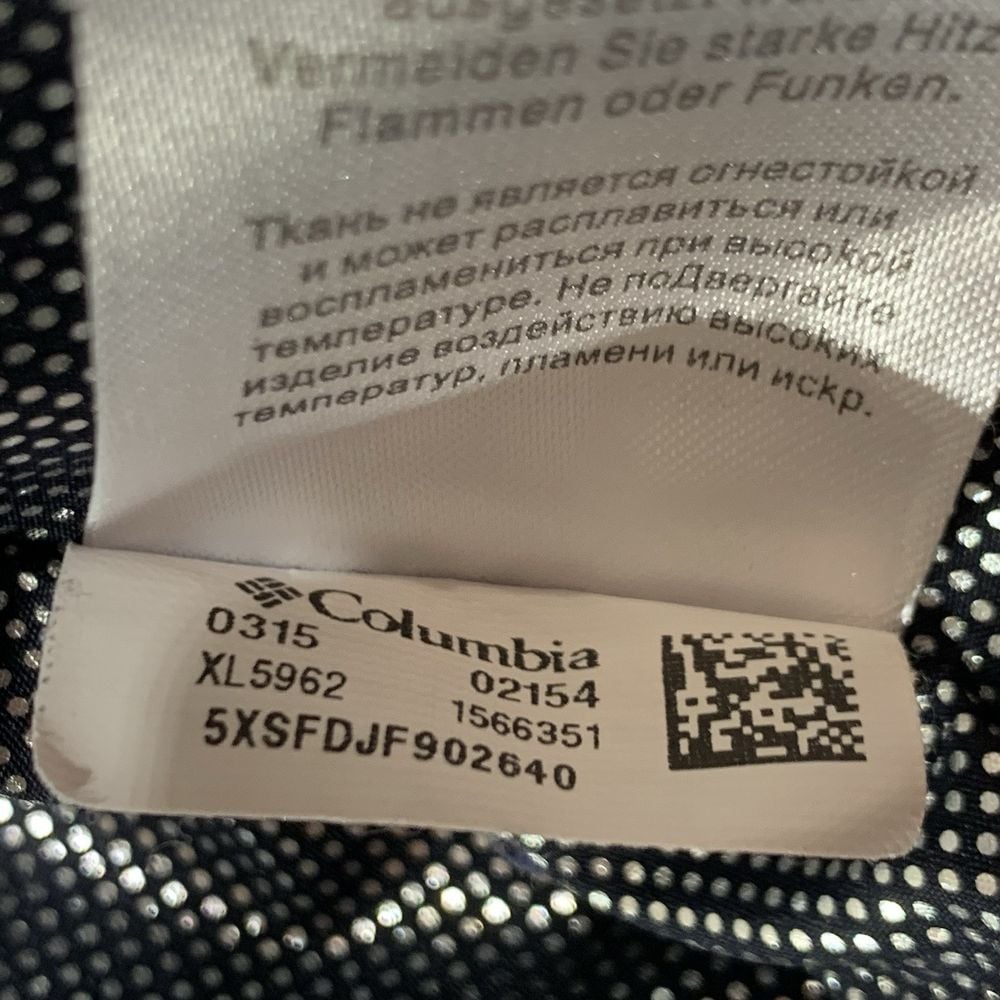 ausgesetzt
Vermeiden Sie starke Hitz
Flammen oder Funken.
Ткань не является огнестойкой
и может расплавиться или
воспламениться при высокой
температуре. Не подвергайте
изделие воздействию высоких
температур, пламени или искр.
Columbia
0315 02154
XL5962 1566351
5XSFDJF902640